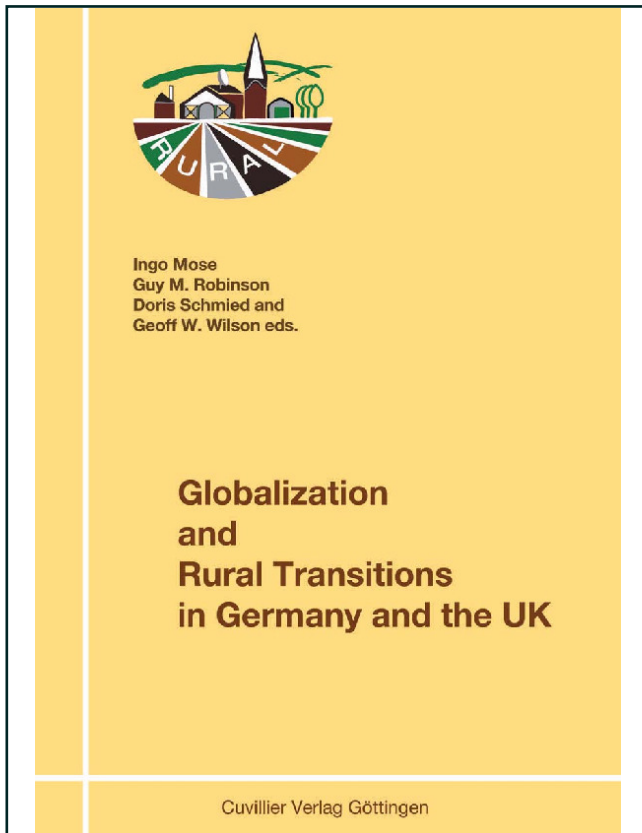 RURAL
Ingo Mose
Guy M. Robinson
Doris Schmied and
Geoff W. Wilson eds.
Globalization
and
Rural Transitions
in Germany and the UK
Cuvillier Verlag Göttingen